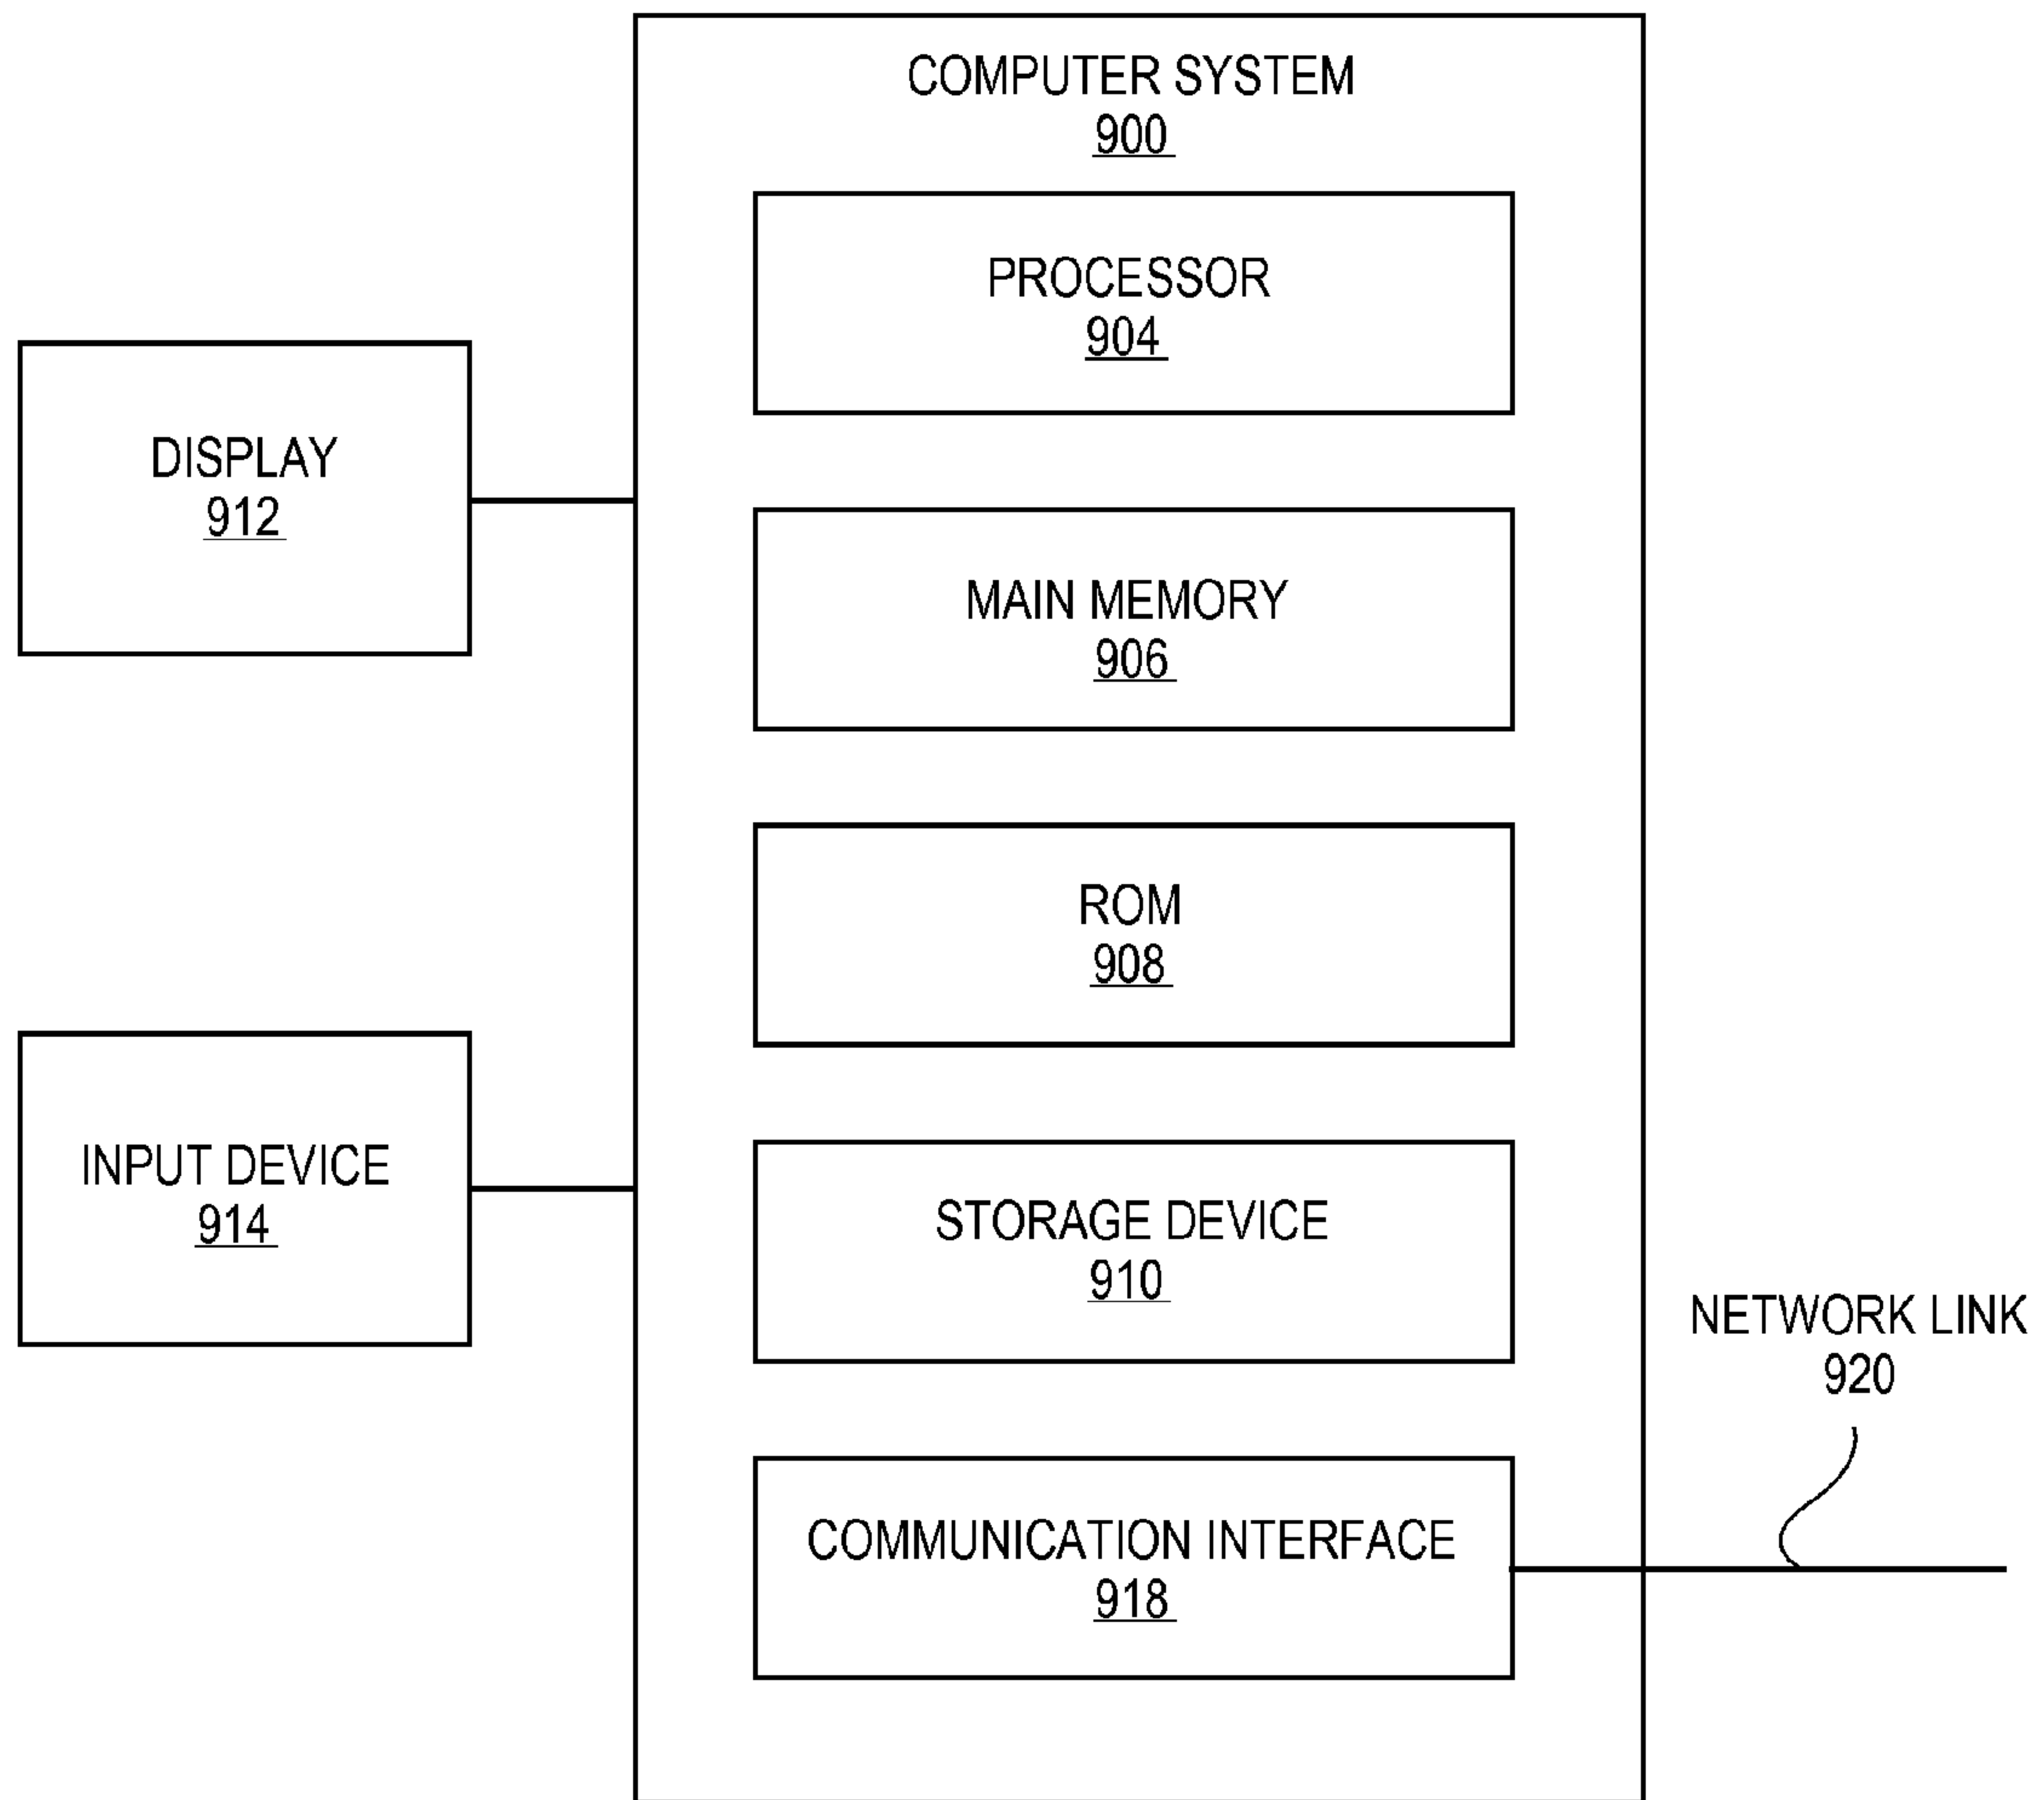 COMPUTER SYSTEM
900
PROCESSOR
904
DISPLAY
912
MAIN MEMORY
906
ROM
908
INPUT DEVICE
914
STORAGE DEVICE
910
NETWORK LINK
920
COMMUNICATION INTERFACE
918